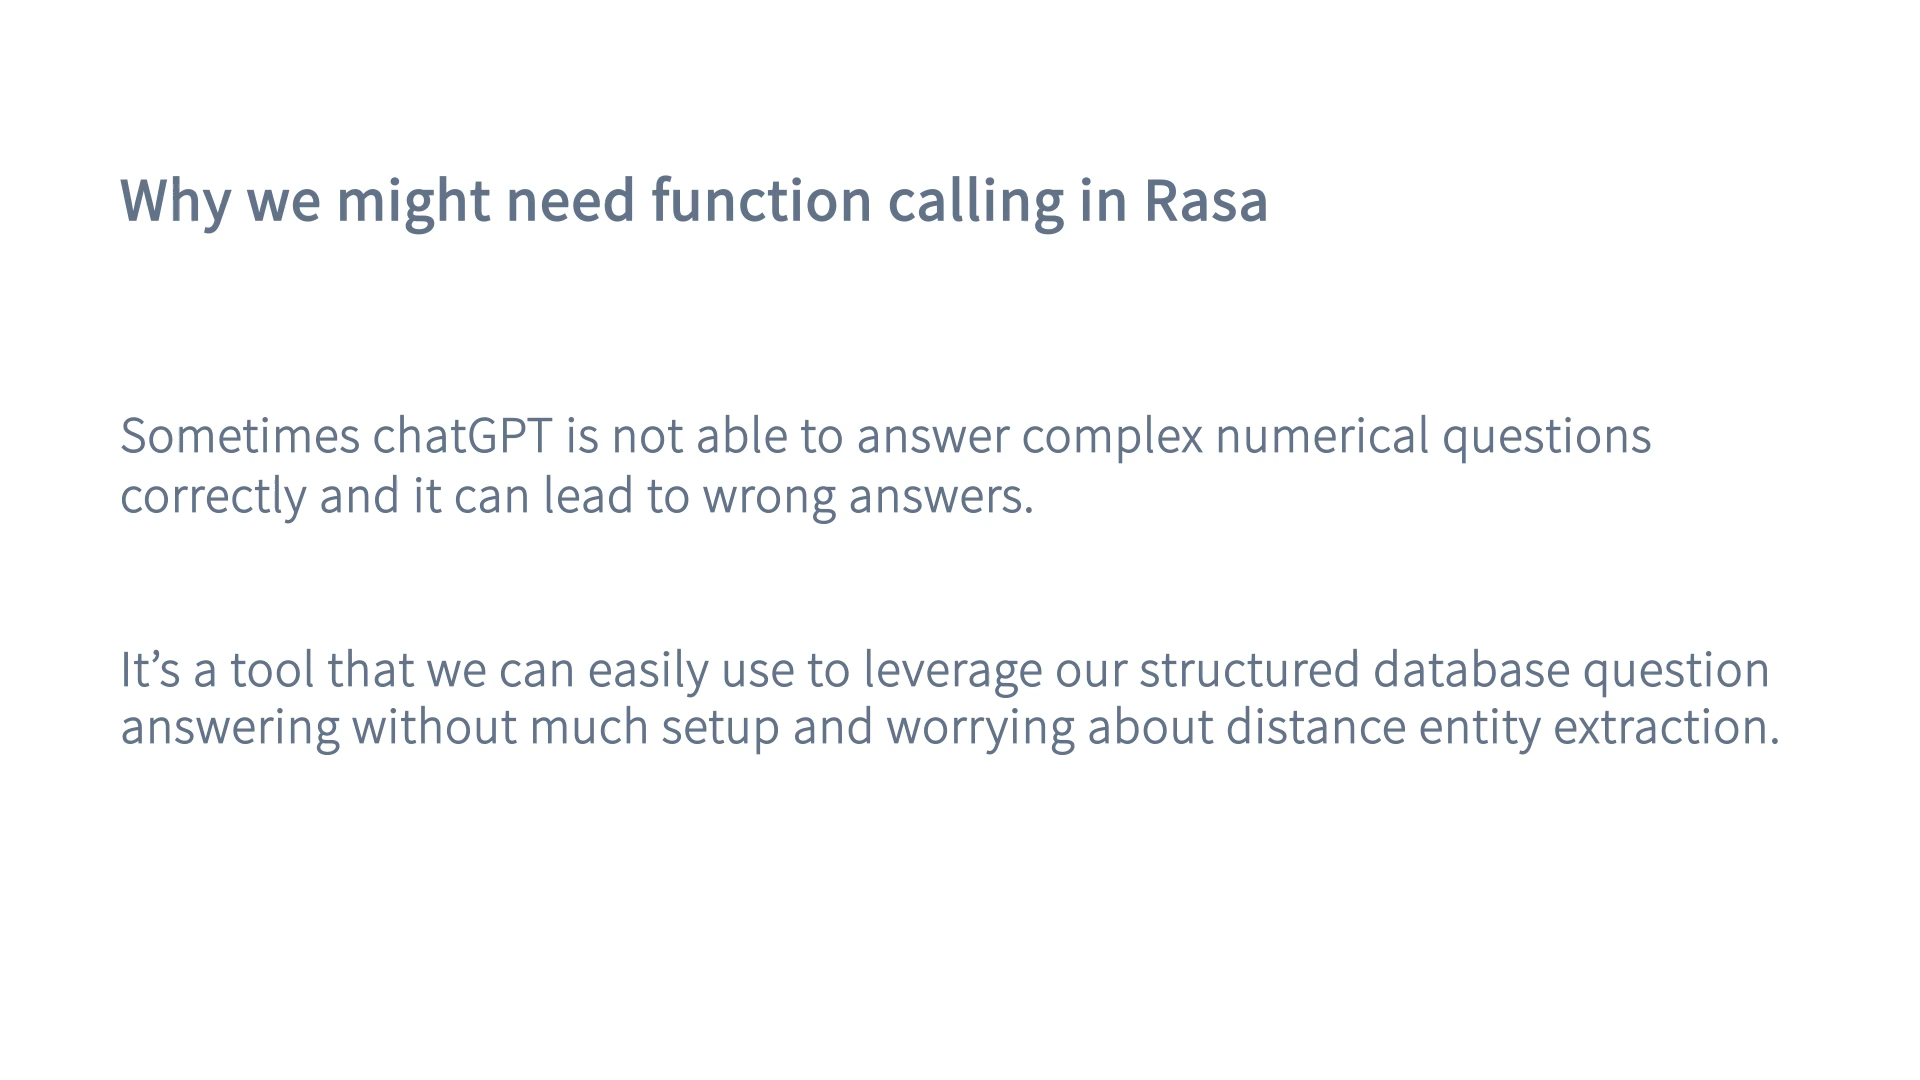 Why we might need function calling in Rasa
Sometimes chatGPT is not able to answer complex numerical questions
correctly and it can lead to wrong answers.
It’s a tool that we can easily use to leverage our structured database question
answering without much setup and worrying about distance entity extraction.